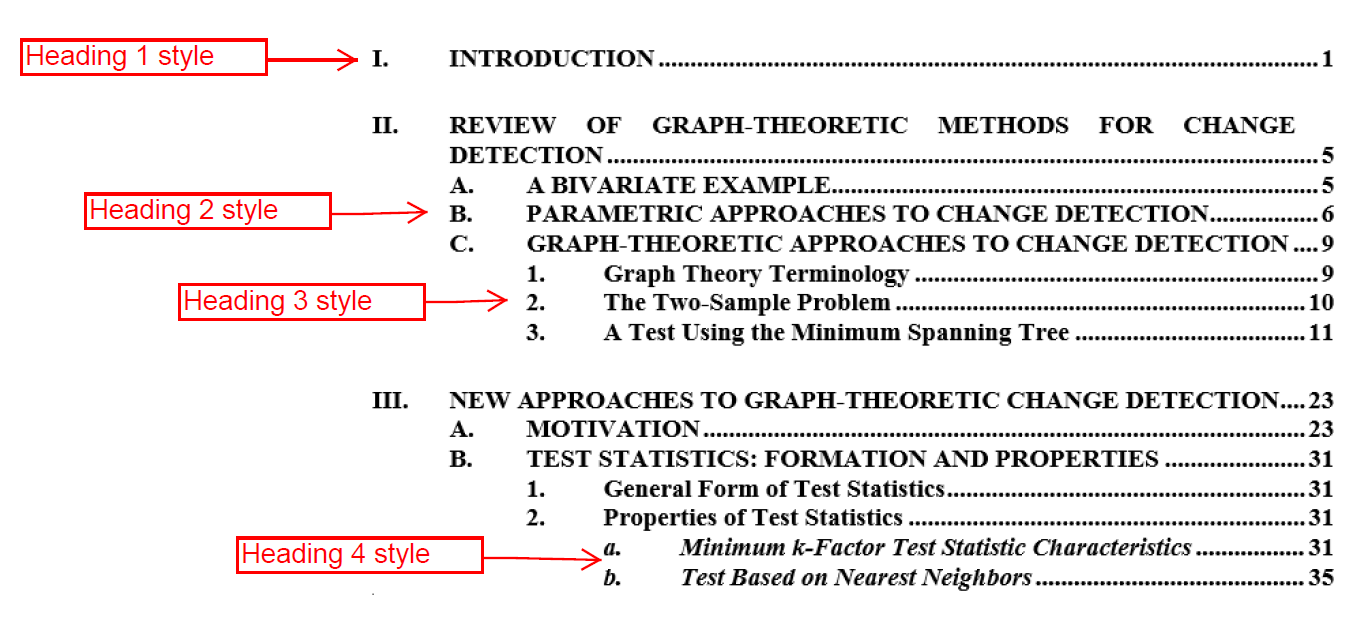 Heading 1 style
I. INTRODUCTION ........................................................................................................1
II. REVIEW OF GRAPH-THEORETIC METHODS FOR CHANGE
DETECTION ...............................................................................................................5
A. A BIVARIATE EXAMPLE...........................................................................5
Heading 2 style
B. PARAMETRIC APPROACHES TO CHANGE DETECTION.................6
C. GRAPH-THEORETIC APPROACHES TO CHANGE DETECTION ....9
1. Graph Theory Terminology ...............................................................9
Heading 3 style
2. The Two-Sample Problem ................................................................10
3. A Test Using the Minimum Spanning Tree ....................................11
III. NEW APPROACHES TO GRAPH-THEORETIC CHANGE DETECTION....23
A. MOTIVATION..............................................................................................23
B. TEST STATISTICS: FORMATION AND PROPERTIES ......................31
1. General Form of Test Statistics........................................................31
2. Properties of Test Statistics ..............................................................31
Heading 4 style
a. Minimum k-Factor Test Statistic Characteristics .................31
b. Test Based on Nearest Neighbors ..........................................35